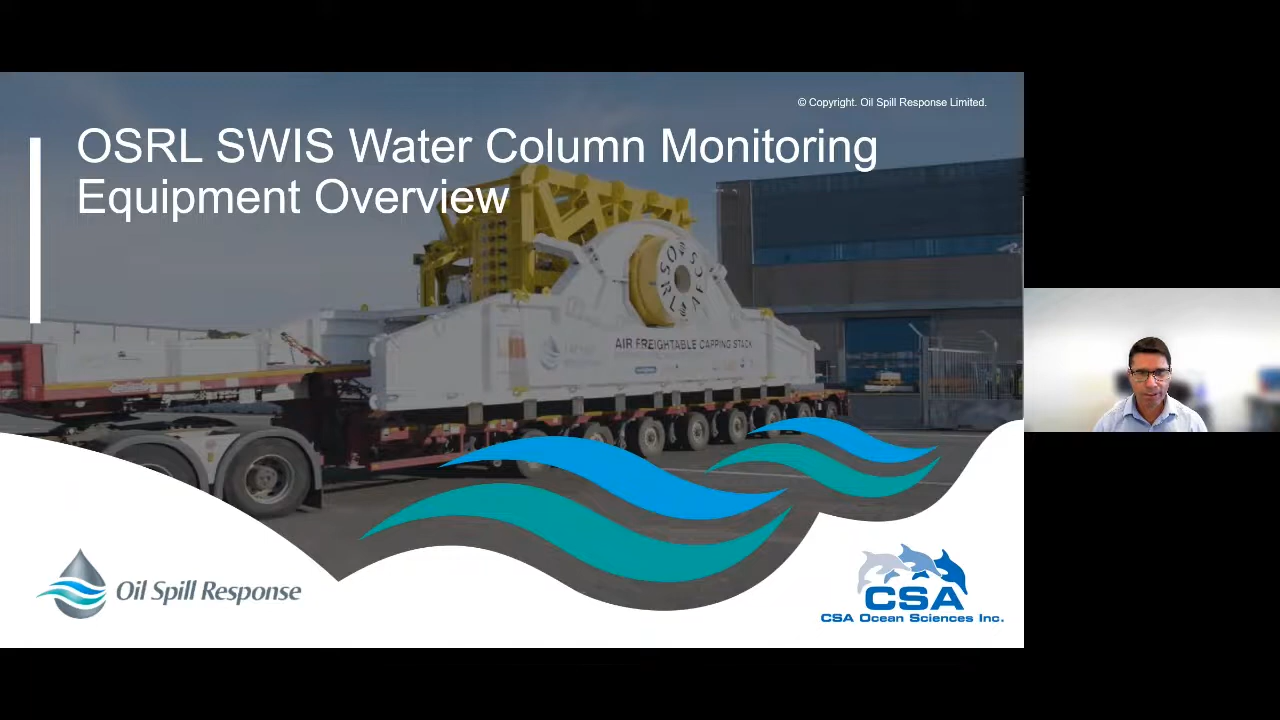 © Copyright. Oil Spill Response Limited.
OSRL SWIS Water Column Monitoring
Equipment Overview
OSRL
AIR FREIGHTABLE CAPPING STACK
Oil Spill Response
CSA
CSA Ocean Sciences Inc.